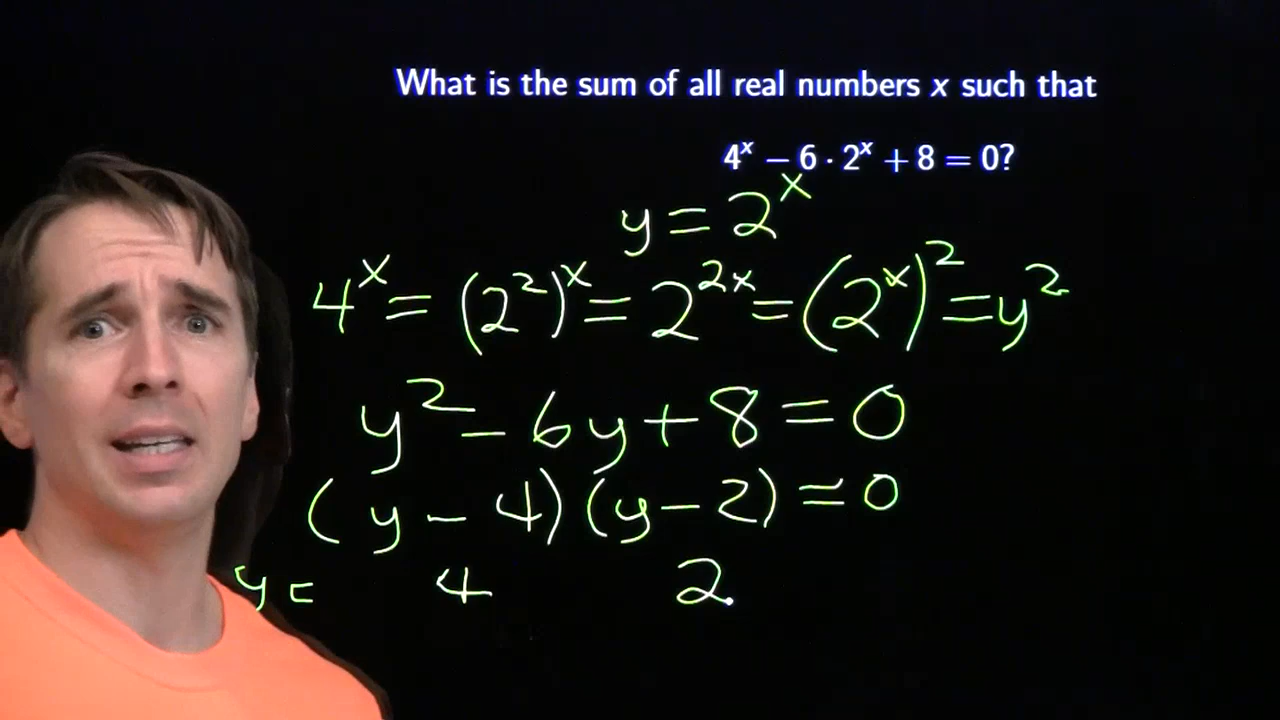 What is the sum of all real numbers x such that
4ˣ − 6 · 2ˣ + 8 = 0?
y = 2ˣ
4ˣ = (2²)ˣ = 2²ˣ = (2ˣ)² = y²
y² − 6y + 8 = 0
(y − 4)(y − 2) = 0
y = 4 2